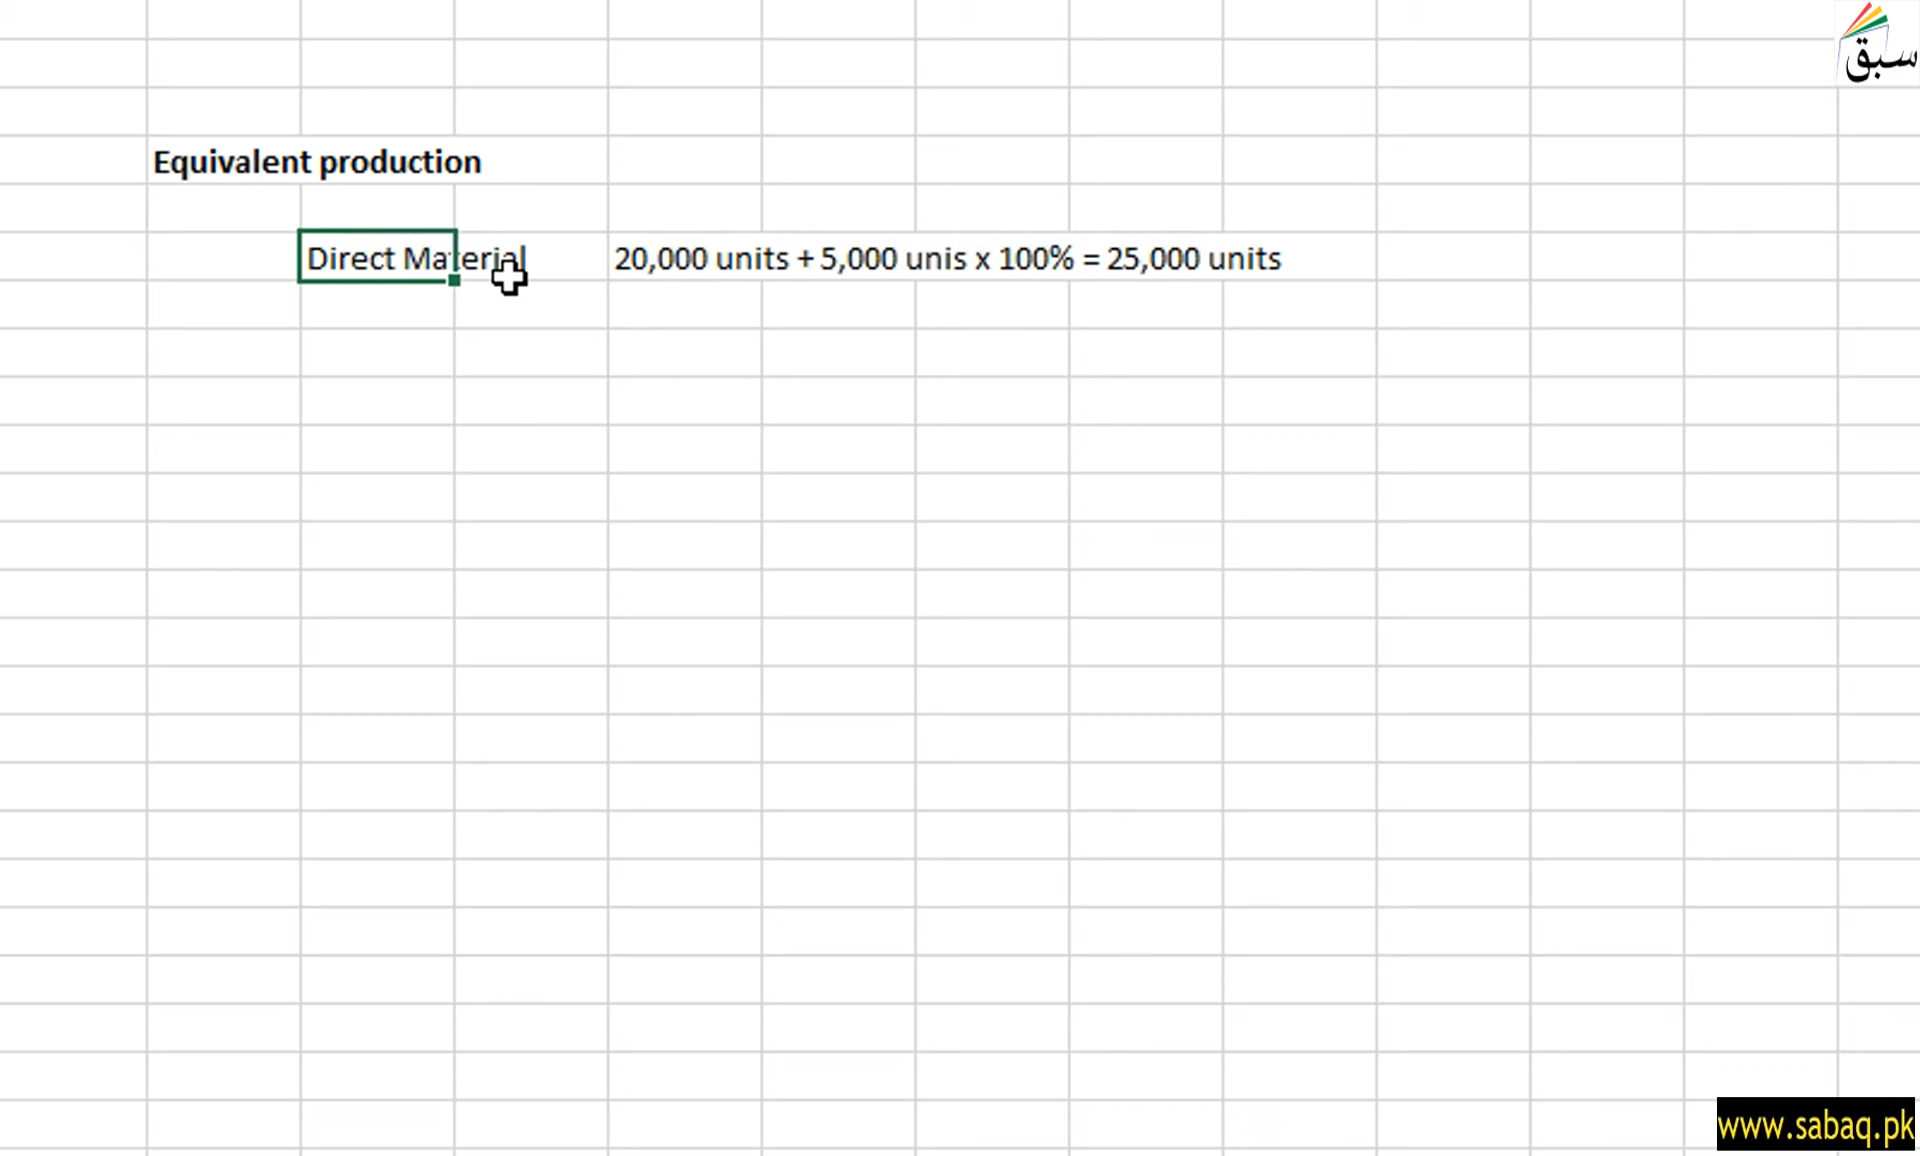 سبق
Equivalent production
Direct Material 20,000 units + 5,000 unis x 100% = 25,000 units
www.sabaq.pk